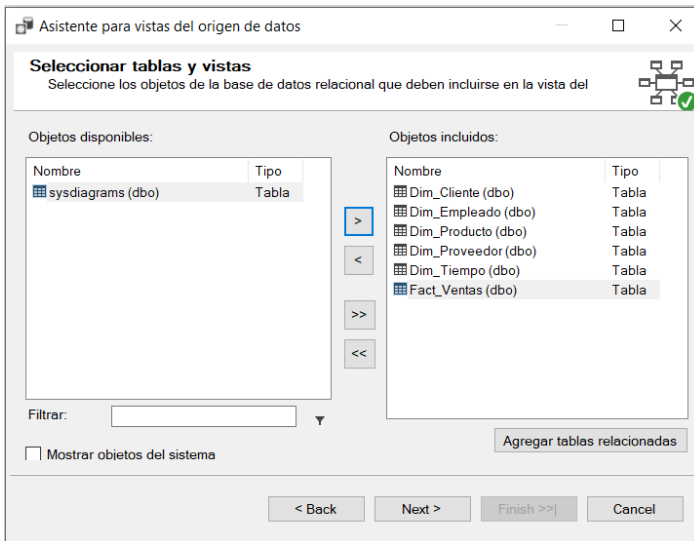 Asistente para vistas del origen de datos
Seleccionar tablas y vistas
Seleccione los objetos de la base de datos relacional que deben incluirse en la vista del
Objetos disponibles:
Nombre Tipo
sysdiagrams (dbo) Tabla
>
<
>>
<<
Objetos incluidos:
Nombre Tipo
Dim_Cliente (dbo) Tabla
Dim_Empleado (dbo) Tabla
Dim_Producto (dbo) Tabla
Dim_Proveedor (dbo) Tabla
Dim_Tiempo (dbo) Tabla
Fact_Ventas (dbo) Tabla
Filtrar:
Mostrar objetos del sistema
Agregar tablas relacionadas
< Back Next > Finish >>| Cancel